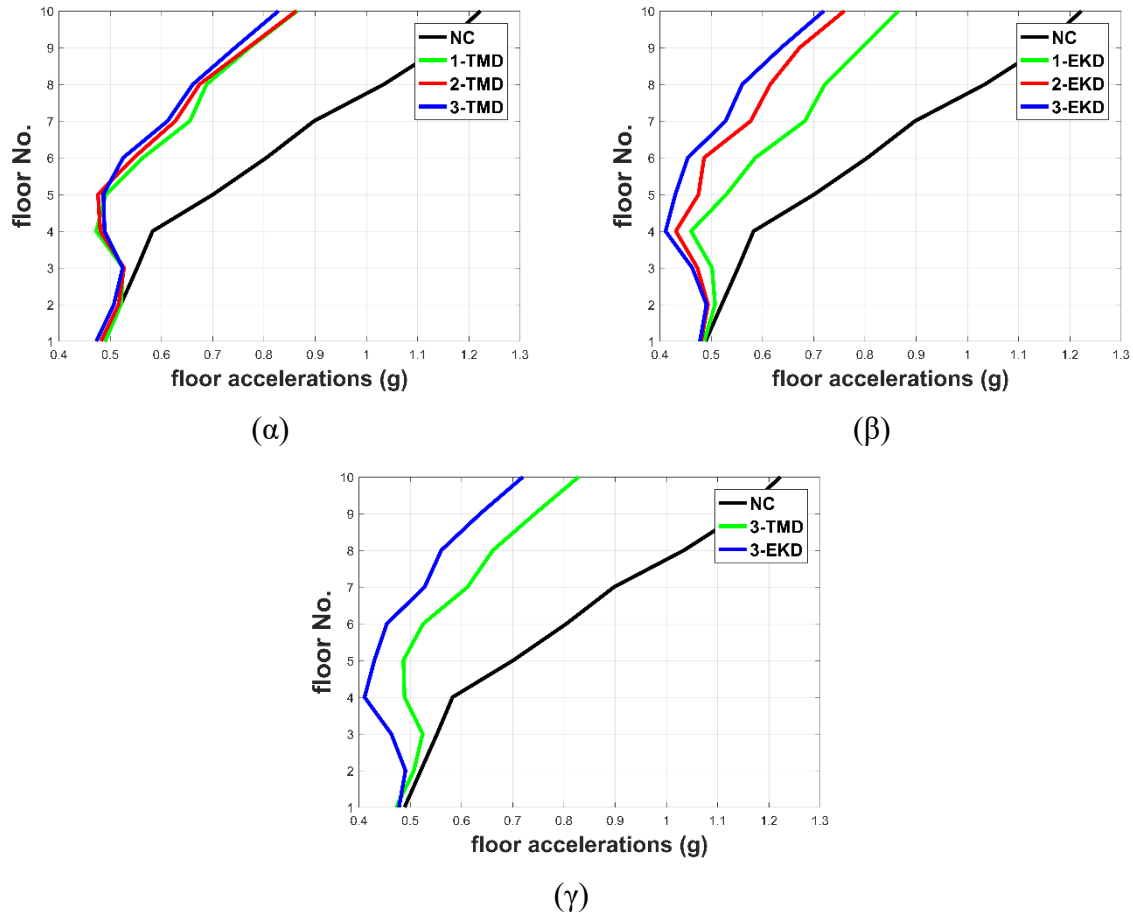 10
9
8
7
6
5
4
3
2
1
floor No.
NC
1-TMD
2-TMD
3-TMD
0.4 0.5 0.6 0.7 0.8 0.9 1 1.1 1.2 1.3
floor accelerations (g)
(α)
10
9
8
7
6
5
4
3
2
1
floor No.
NC
1-EKD
2-EKD
3-EKD
0.4 0.5 0.6 0.7 0.8 0.9 1 1.1 1.2 1.3
floor accelerations (g)
(β)
10
9
8
7
6
5
4
3
2
1
floor No.
NC
3-TMD
3-EKD
0.4 0.5 0.6 0.7 0.8 0.9 1 1.1 1.2 1.3
floor accelerations (g)
(γ)